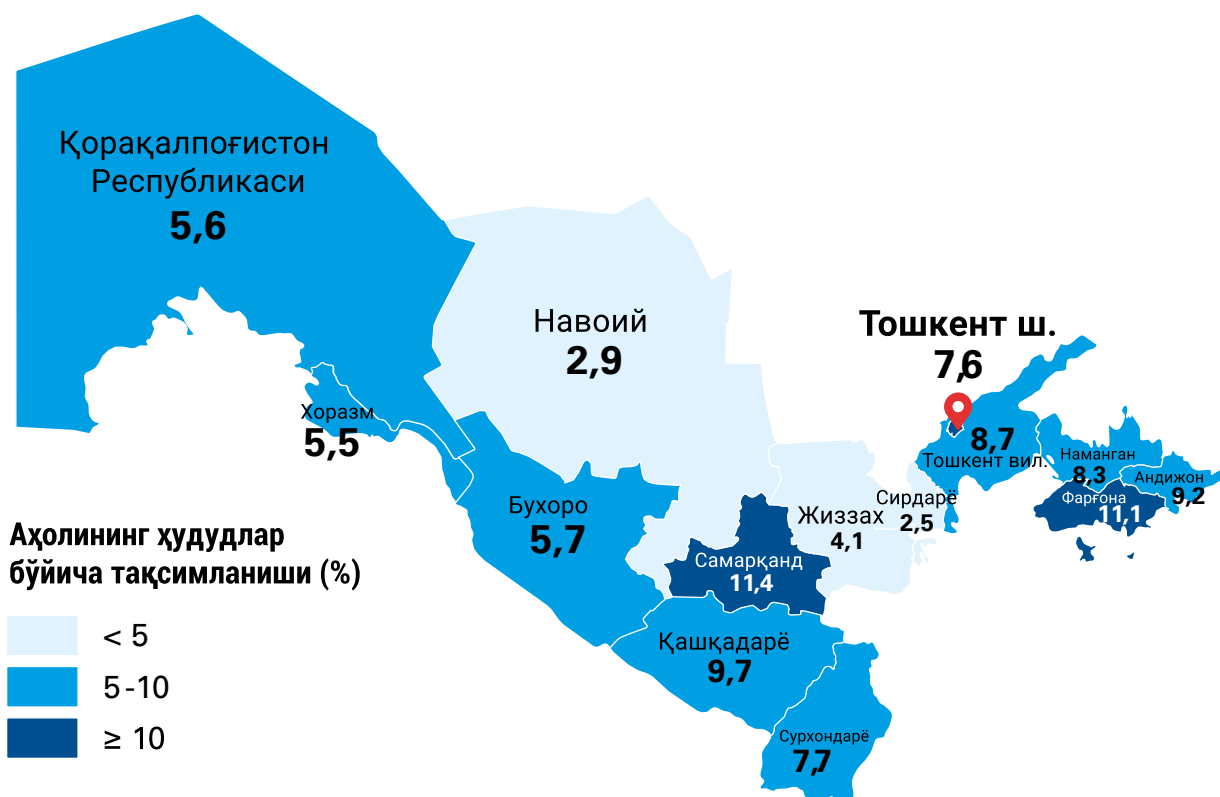 Қорақалпоғистон
Республикаси
5,6
Навоий
2,9
Тошкент ш.
7,6
Хоразм
5,5
8,7
Тошкент вил.
Наманган
8,3
Андижон
9,2
Фарғона
11,1
Сирдарё
2,5
Жиззах
4,1
Бухоро
5,7
Самарқанд
11,4
Қашқадарё
9,7
Сурхондарё
7,7
Аҳолининг ҳудудлар
бўйича тақсимланиши (%)
< 5
5-10
≥ 10